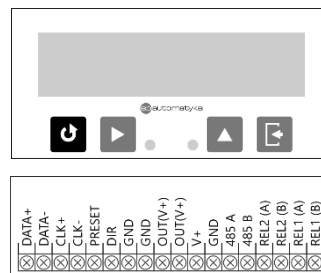 automatyka
DATA+
DATA-
CLK+
CLK-
PRESET
DIR
GND
GND
OUT(V+)
OUT(V+)
V+
GND
485 A
485 B
REL2 (A)
REL2 (B)
REL1 (A)
REL1 (B)